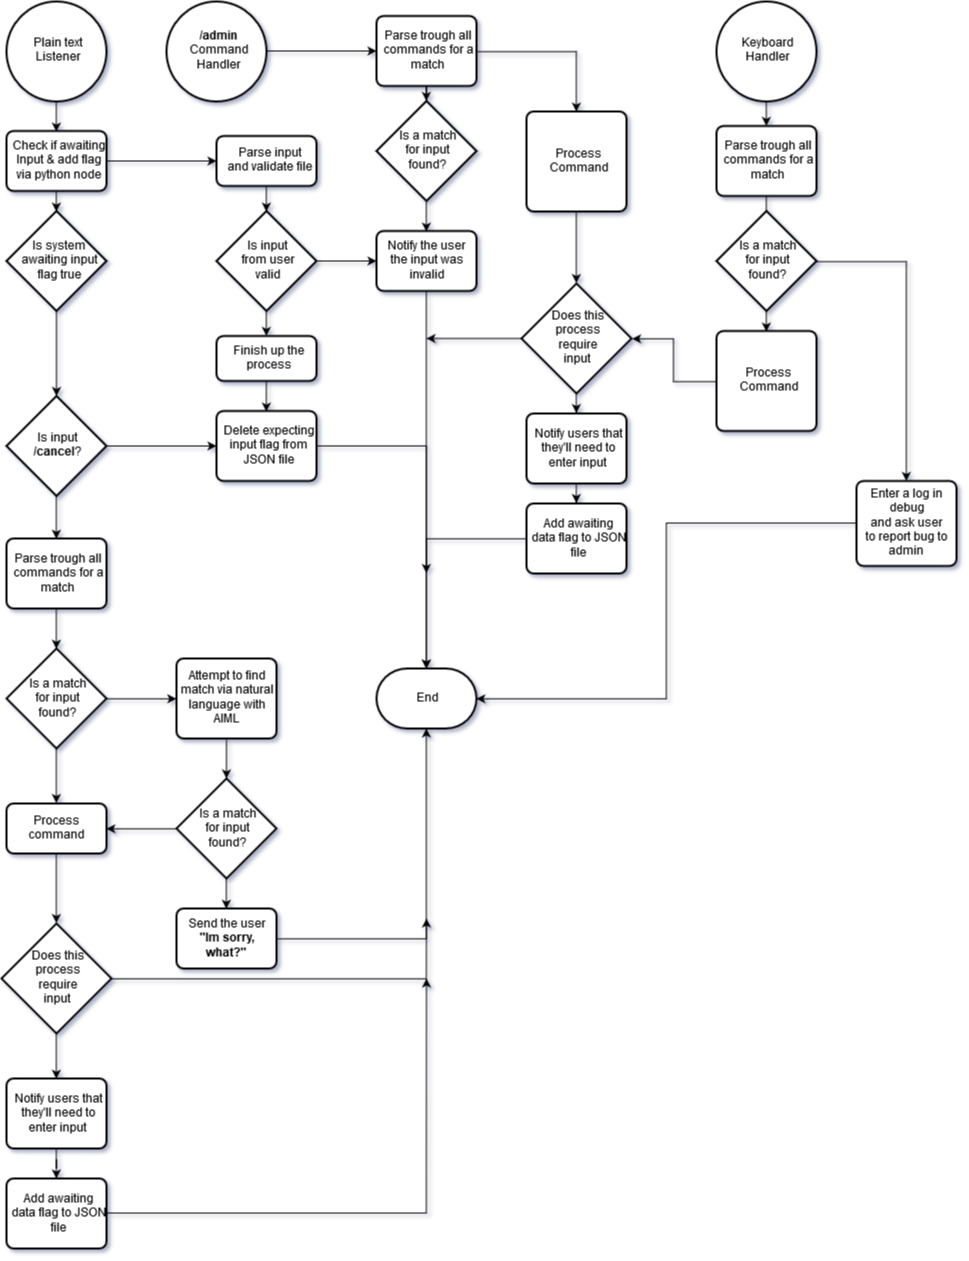 Plain text
Listener
/admin
Command
Handler
Parse trough all
commands for a
match
Keyboard
Handler
Check if awaiting
Input & add flag
via python node
Parse input
and validate file
Is a match
for input
found?
Process
Command
Parse trough all
commands for a
match
Is system
awaiting input
flag true
Is input
from user
valid
Notify the user
the input was
invalid
Is a match
for input
found?
Does this
process
require
input
Finish up the
process
Process
Command
Is input
/cancel?
Delete expecting
input flag from
JSON file
Notify users that
they'll need to
enter input
Enter a log in
debug
and ask user
to report bug to
admin
Add awaiting
data flag to JSON
file
Parse trough all
commands for a
match
Is a match
for input
found?
Attempt to find
match via natural
language with
AIML
End
Process
command
Is a match
for input
found?
Send the user
"Im sorry,
what?"
Does this
process
require
input
Notify users that
they'll need to
enter input
Add awaiting
data flag to JSON
file